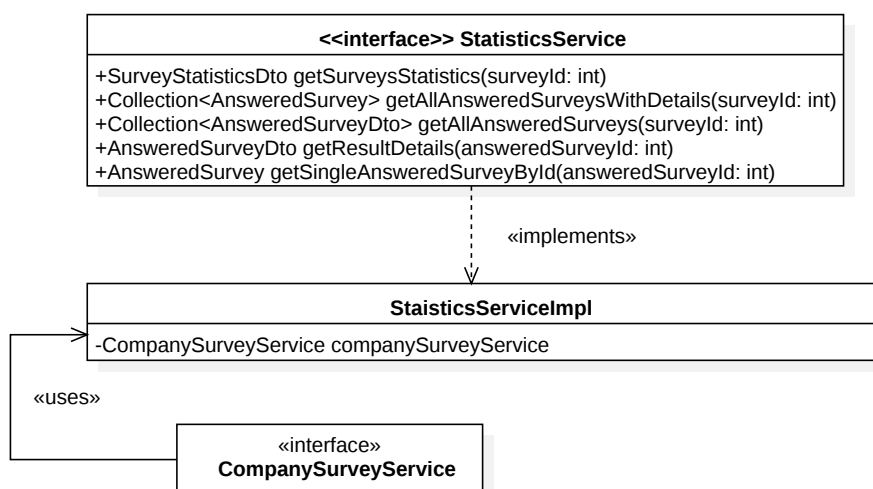 <<interface>> StatisticsService
+SurveyStatisticsDto getSurveysStatistics(surveyId: int)
+Collection<AnsweredSurvey> getAllAnsweredSurveysWithDetails(surveyId: int)
+Collection<AnsweredSurveyDto> getAllAnsweredSurveys(surveyId: int)
+AnsweredSurveyDto getResultDetails(answeredSurveyId: int)
+AnsweredSurvey getSingleAnsweredSurveyById(answeredSurveyId: int)
«implements»
StaisticsServiceImpl
-CompanySurveyService companySurveyService
«uses»
«interface»
CompanySurveyService